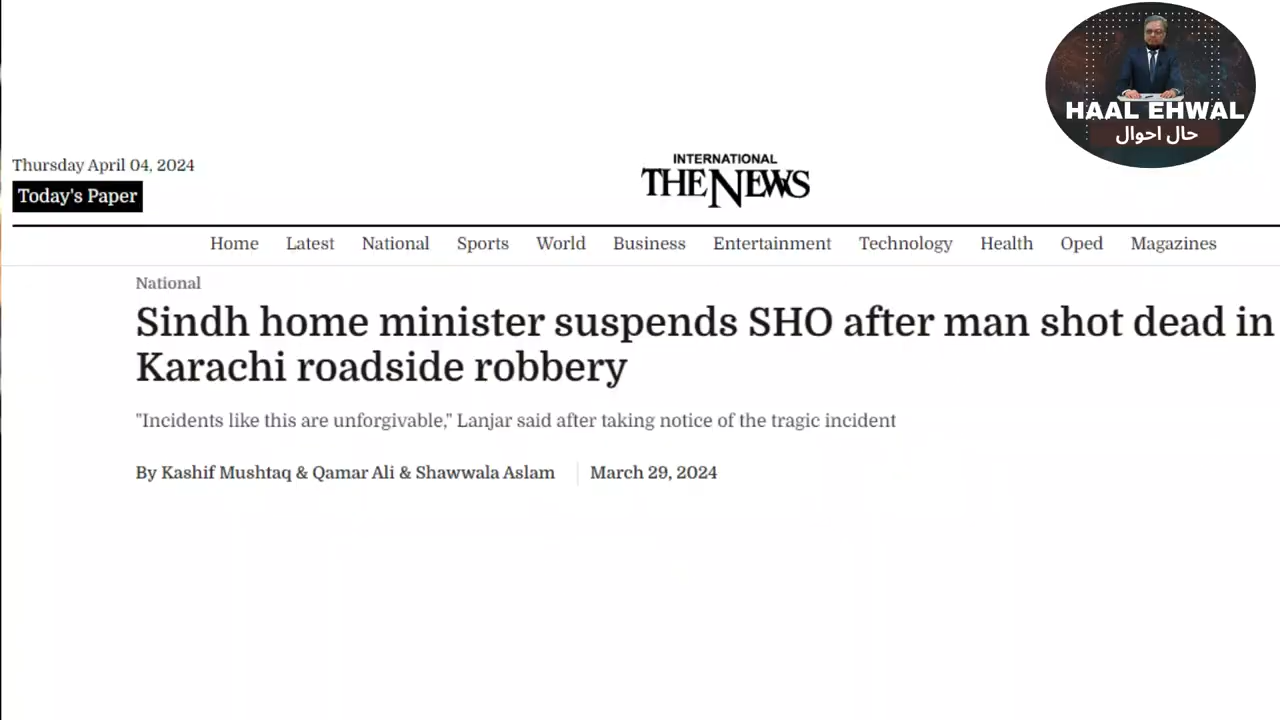 HAAL EHWAL
حال احوال
Thursday April 04, 2024
INTERNATIONAL
THE NEWS
Today's Paper
Home Latest National Sports World Business Entertainment Technology Health Oped Magazines
National
Sindh home minister suspends SHO after man shot dead in
Karachi roadside robbery
"Incidents like this are unforgivable," Lanjar said after taking notice of the tragic incident
By Kashif Mushtaq & Qamar Ali & Shawwala Aslam March 29, 2024